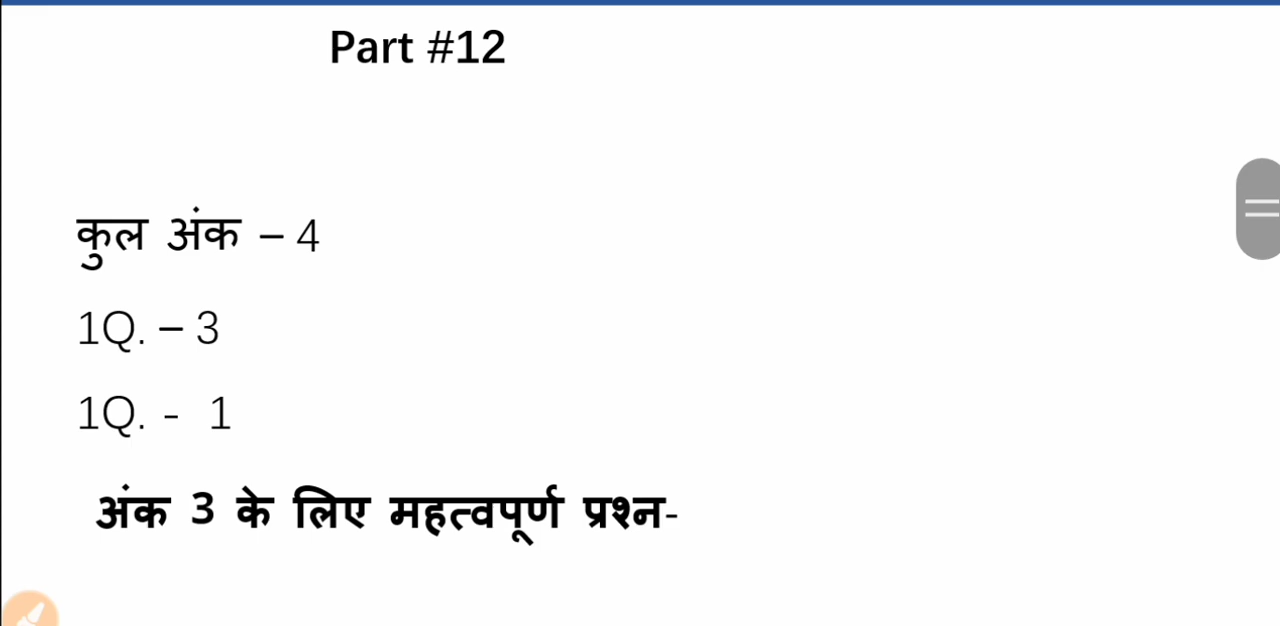 Part #12
कुल अंक – 4
1Q. – 3
1Q. - 1
अंक 3 के लिए महत्वपूर्ण प्रश्न-